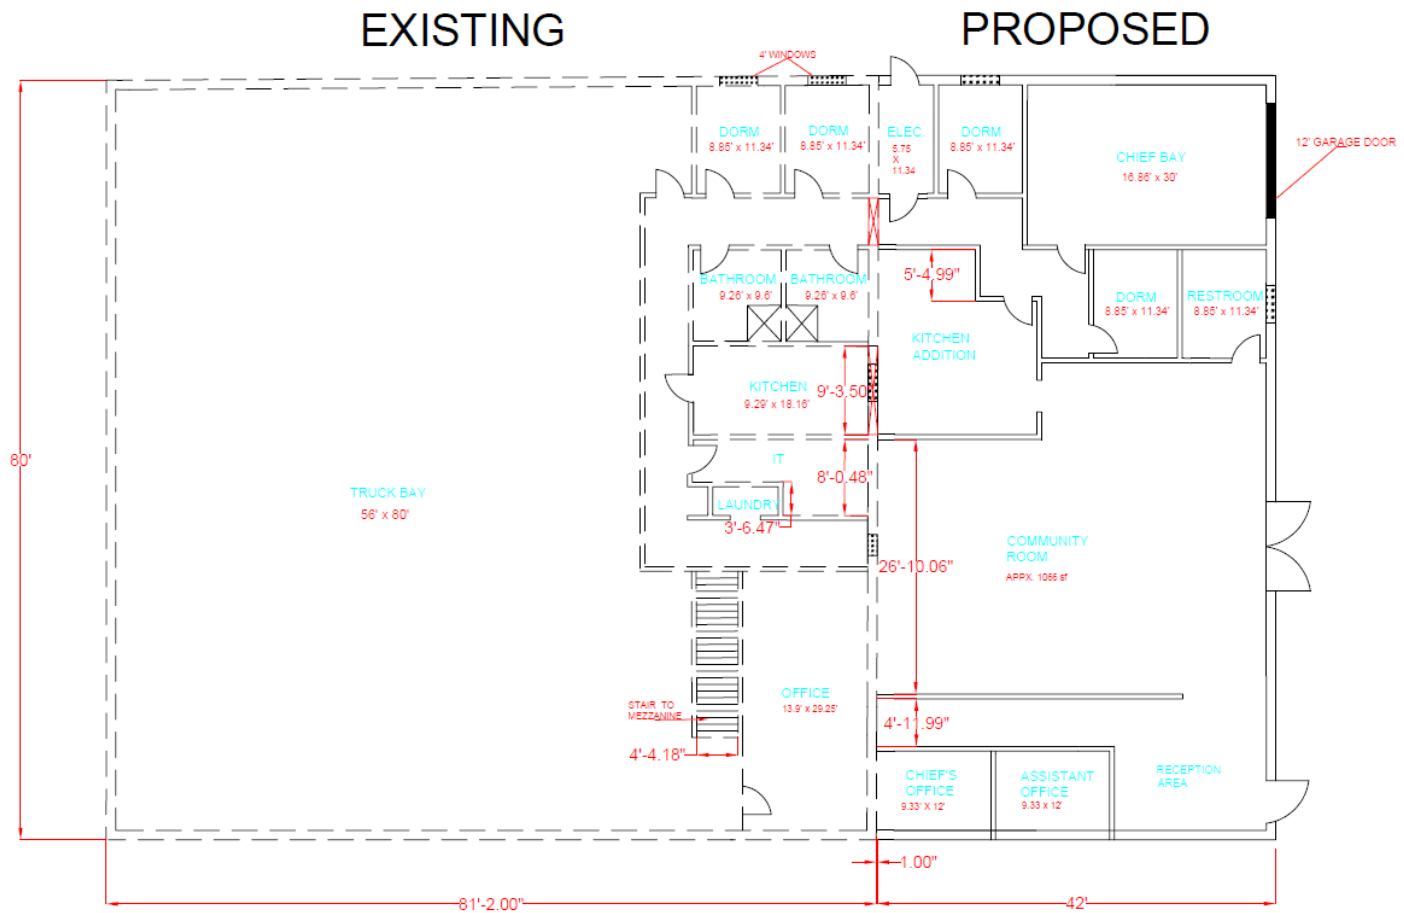 EXISTING
PROPOSED
4' WINDOWS
DORM
8.85' x 11.34'
DORM
8.85' x 11.34'
ELEC.
5.75
X
11.34
DORM
8.85' x 11.34'
CHIEF BAY
16.86' x 30'
12' GARAGE DOOR
BATHROOM
9.26' x 9.6'
BATHROOM
9.26' x 9.6'
5'-4.99"
DORM
8.85' x 11.34'
RESTROOM
8.85' x 11.34'
KITCHEN
ADDITION
KITCHEN
9.29' x 18.16'
9'-3.50"
80'
IT
8'-0.48"
TRUCK BAY
56' x 80'
LAUNDRY
3'-6.47"
COMMUNITY
ROOM
APPX. 1066 sf
26'-10.06"
OFFICE
13.9' x 29.25'
STAIR TO
MEZZANINE
4'-4.18"
4'-11.99"
CHIEF'S
OFFICE
9.33' X 12'
ASSISTANT
OFFICE
9.33 x 12'
RECEPTION
AREA
1.00"
81'-2.00"
42'